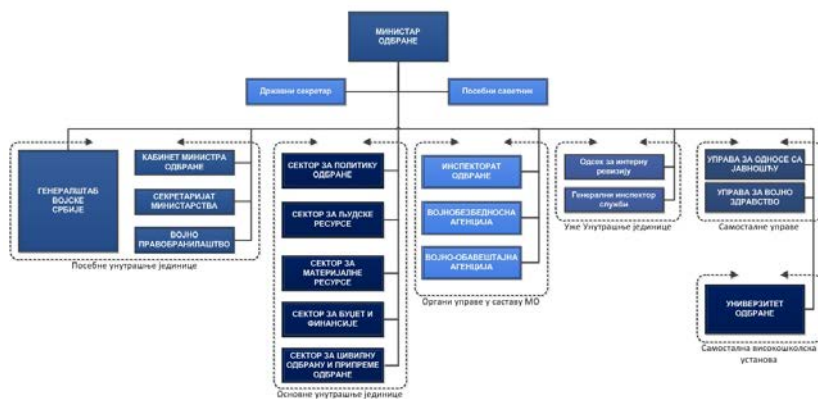 МИНИСТАР
ОДБРАНЕ
Државни секретар
Посебни саветник
ГЕНЕРАЛШТАБ
ВОЈСКЕ
СРБИЈЕ
КАБИНЕТ МИНИСТРА
ОДБРАНЕ
СЕКРЕТАРИЈАТ
МИНИСТАРСТВА
ВОЈНО
ПРАВОБРАНИЛАШТВО
Посебне унутрашње јединице
СЕКТОР ЗА ПОЛИТИКУ
ОДБРАНЕ
СЕКТОР ЗА ЉУДСКЕ
РЕСУРСЕ
СЕКТОР ЗА
МАТЕРИЈАЛНЕ
РЕСУРСЕ
СЕКТОР ЗА БУЏЕТ И
ФИНАНСИЈЕ
СЕКТОР ЗА ЦИВИЛНУ
ОДБРАНУ И ПРИПРЕМЕ
ОДБРАНЕ
Основне унутрашње јединице
ИНСПЕКТОРАТ
ОДБРАНЕ
ВОЈНОБЕЗБЕДНОСНА
АГЕНЦИЈА
ВОЈНО-ОБАВЕШТАЈНА
АГЕНЦИЈА
Органи управе у саставу МО
Одсек за интерну
ревизију
Генерални инспектор
служби
Уже Унутрашње јединице
УПРАВА ЗА ОДНОСЕ СА
ЈАВНОШЋУ
УПРАВА ЗА ВОЈНО
ЗДРАВСТВО
Самосталне управе
УНИВЕРЗИТЕТ
ОДБРАНЕ
Самостална високошколска
установа